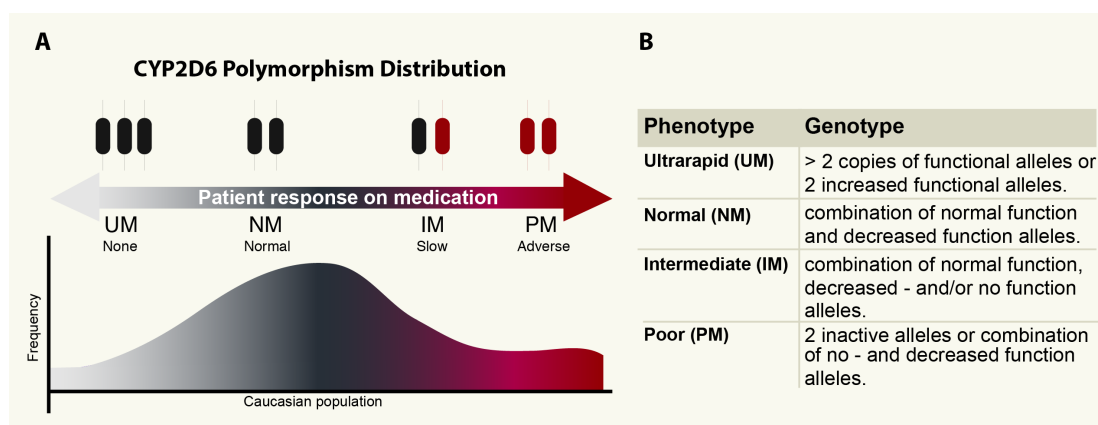 A
CYP2D6 Polymorphism Distribution
Patient response on medication
UM
None
NM
Normal
IM
Slow
PM
Adverse
Frequency
Caucasian population
B
Phenotype Genotype
Ultrarapid (UM) > 2 copies of functional alleles or
2 increased functional alleles.
Normal (NM) combination of normal function
and decreased function alleles.
Intermediate (IM) combination of normal function,
decreased - and/or no function
alleles.
Poor (PM) 2 inactive alleles or combination
of no - and decreased function
alleles.